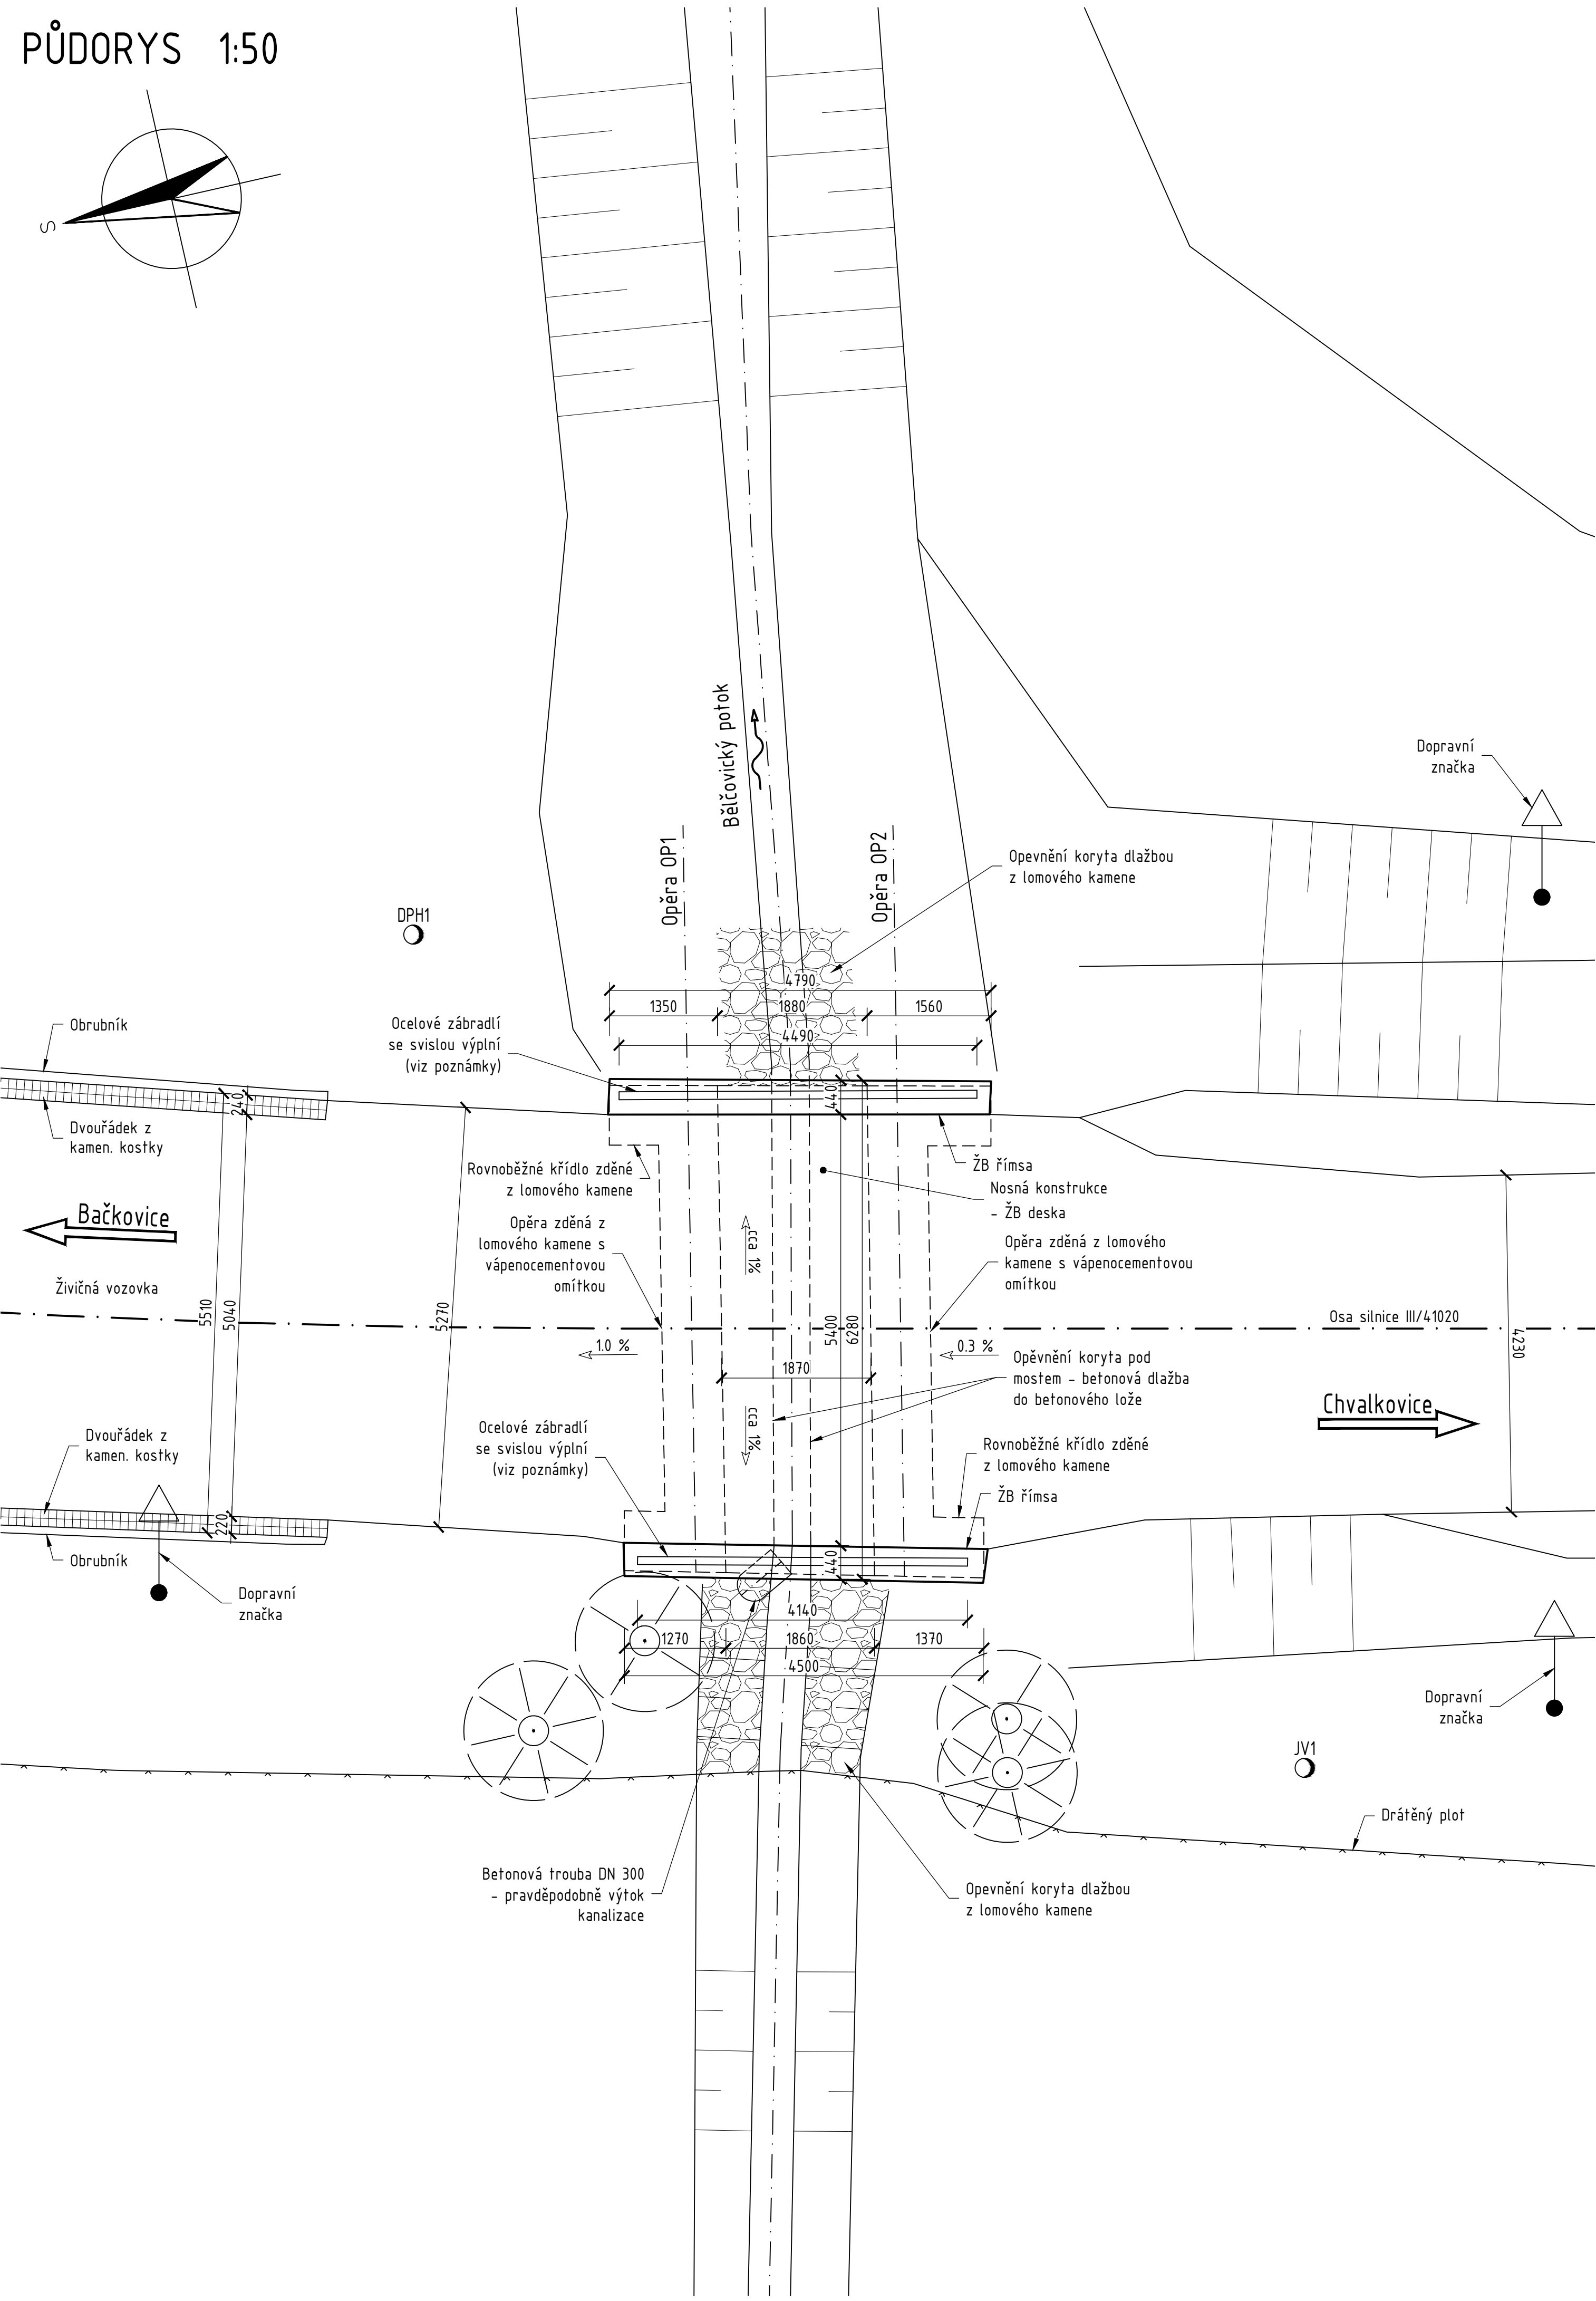 PŮDORYS 1:50
S
Bělčovický potok
Dopravní
značka
Opěra OP1
Opěra OP2
Opevnění koryta dlažbou
z lomového kamene
DPH1
4790
1350
1880
1560
4490
Obrubník
Ocelové zábradlí
se svislou výplní
(viz poznámky)
240
440
Dvouřádek z
kamen. kostky
Rovnoběžné křídlo zděné
z lomového kamene
ŽB římsa
Nosná konstrukce
- ŽB deska
Bačkovice
Opěra zděná z
lomového kamene s
vápenocementovou
omítkou
cca 1%
Opěra zděná z lomového
kamene s vápenocementovou
omítkou
Živičná vozovka
5510
5040
5270
5400
6280
Osa silnice III/41020
4230
1.0 %
0.3 %
1870
Opěvnění koryta pod
mostem - betonová dlažba
do betonového lože
Chvalkovice
cca 1%
Dvouřádek z
kamen. kostky
Ocelové zábradlí
se svislou výplní
(viz poznámky)
Rovnoběžné křídlo zděné
z lomového kamene
ŽB římsa
220
440
Obrubník
Dopravní
značka
4140
1270
1860
1370
4500
Dopravní
značka
JV1
Drátěný plot
Betonová trouba DN 300
- pravděpodobně výtok
kanalizace
Opevnění koryta dlažbou
z lomového kamene